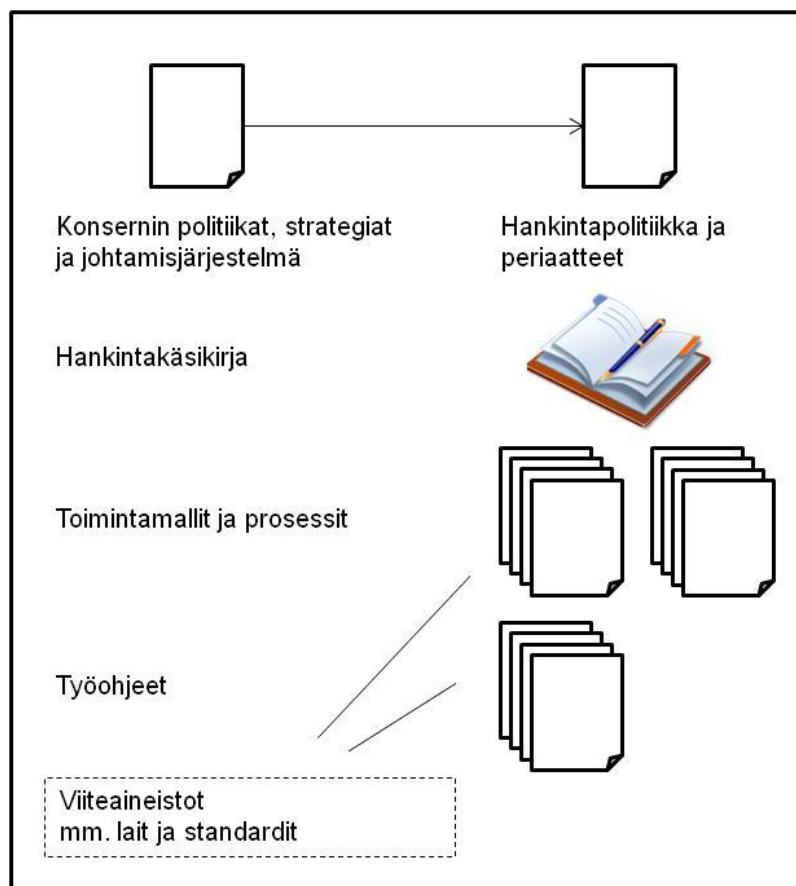 Konsernin politiikat, strategiat
ja johtamisjärjestelmä
Hankintapolitiikka ja
periaatteet
Hankintakäsikirja
Toimintamallit ja prosessit
Työohjeet
Viiteaineistot
mm. lait ja standardit